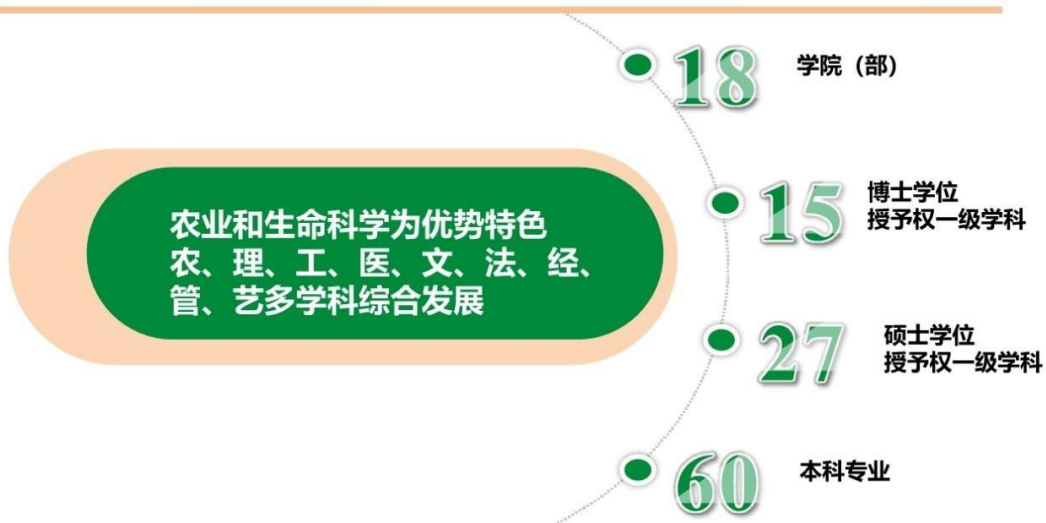 农业和生命科学为优势特色
农、理、工、医、文、法、经、
管、艺多学科综合发展
18 学院（部）
15 博士学位
授予权一级学科
27 硕士学位
授予权一级学科
60 本科专业